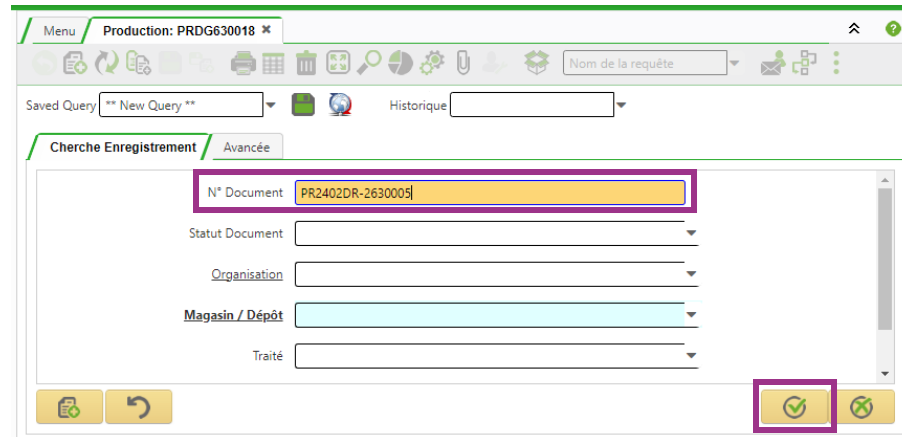 Menu
Production: PRDG630018
Nom de la requête
Saved Query ** New Query **
Historique
Cherche Enregistrement
Avancée
N° Document PR2402DR-2630005
Statut Document
Organisation
Magasin / Dépôt
Traité